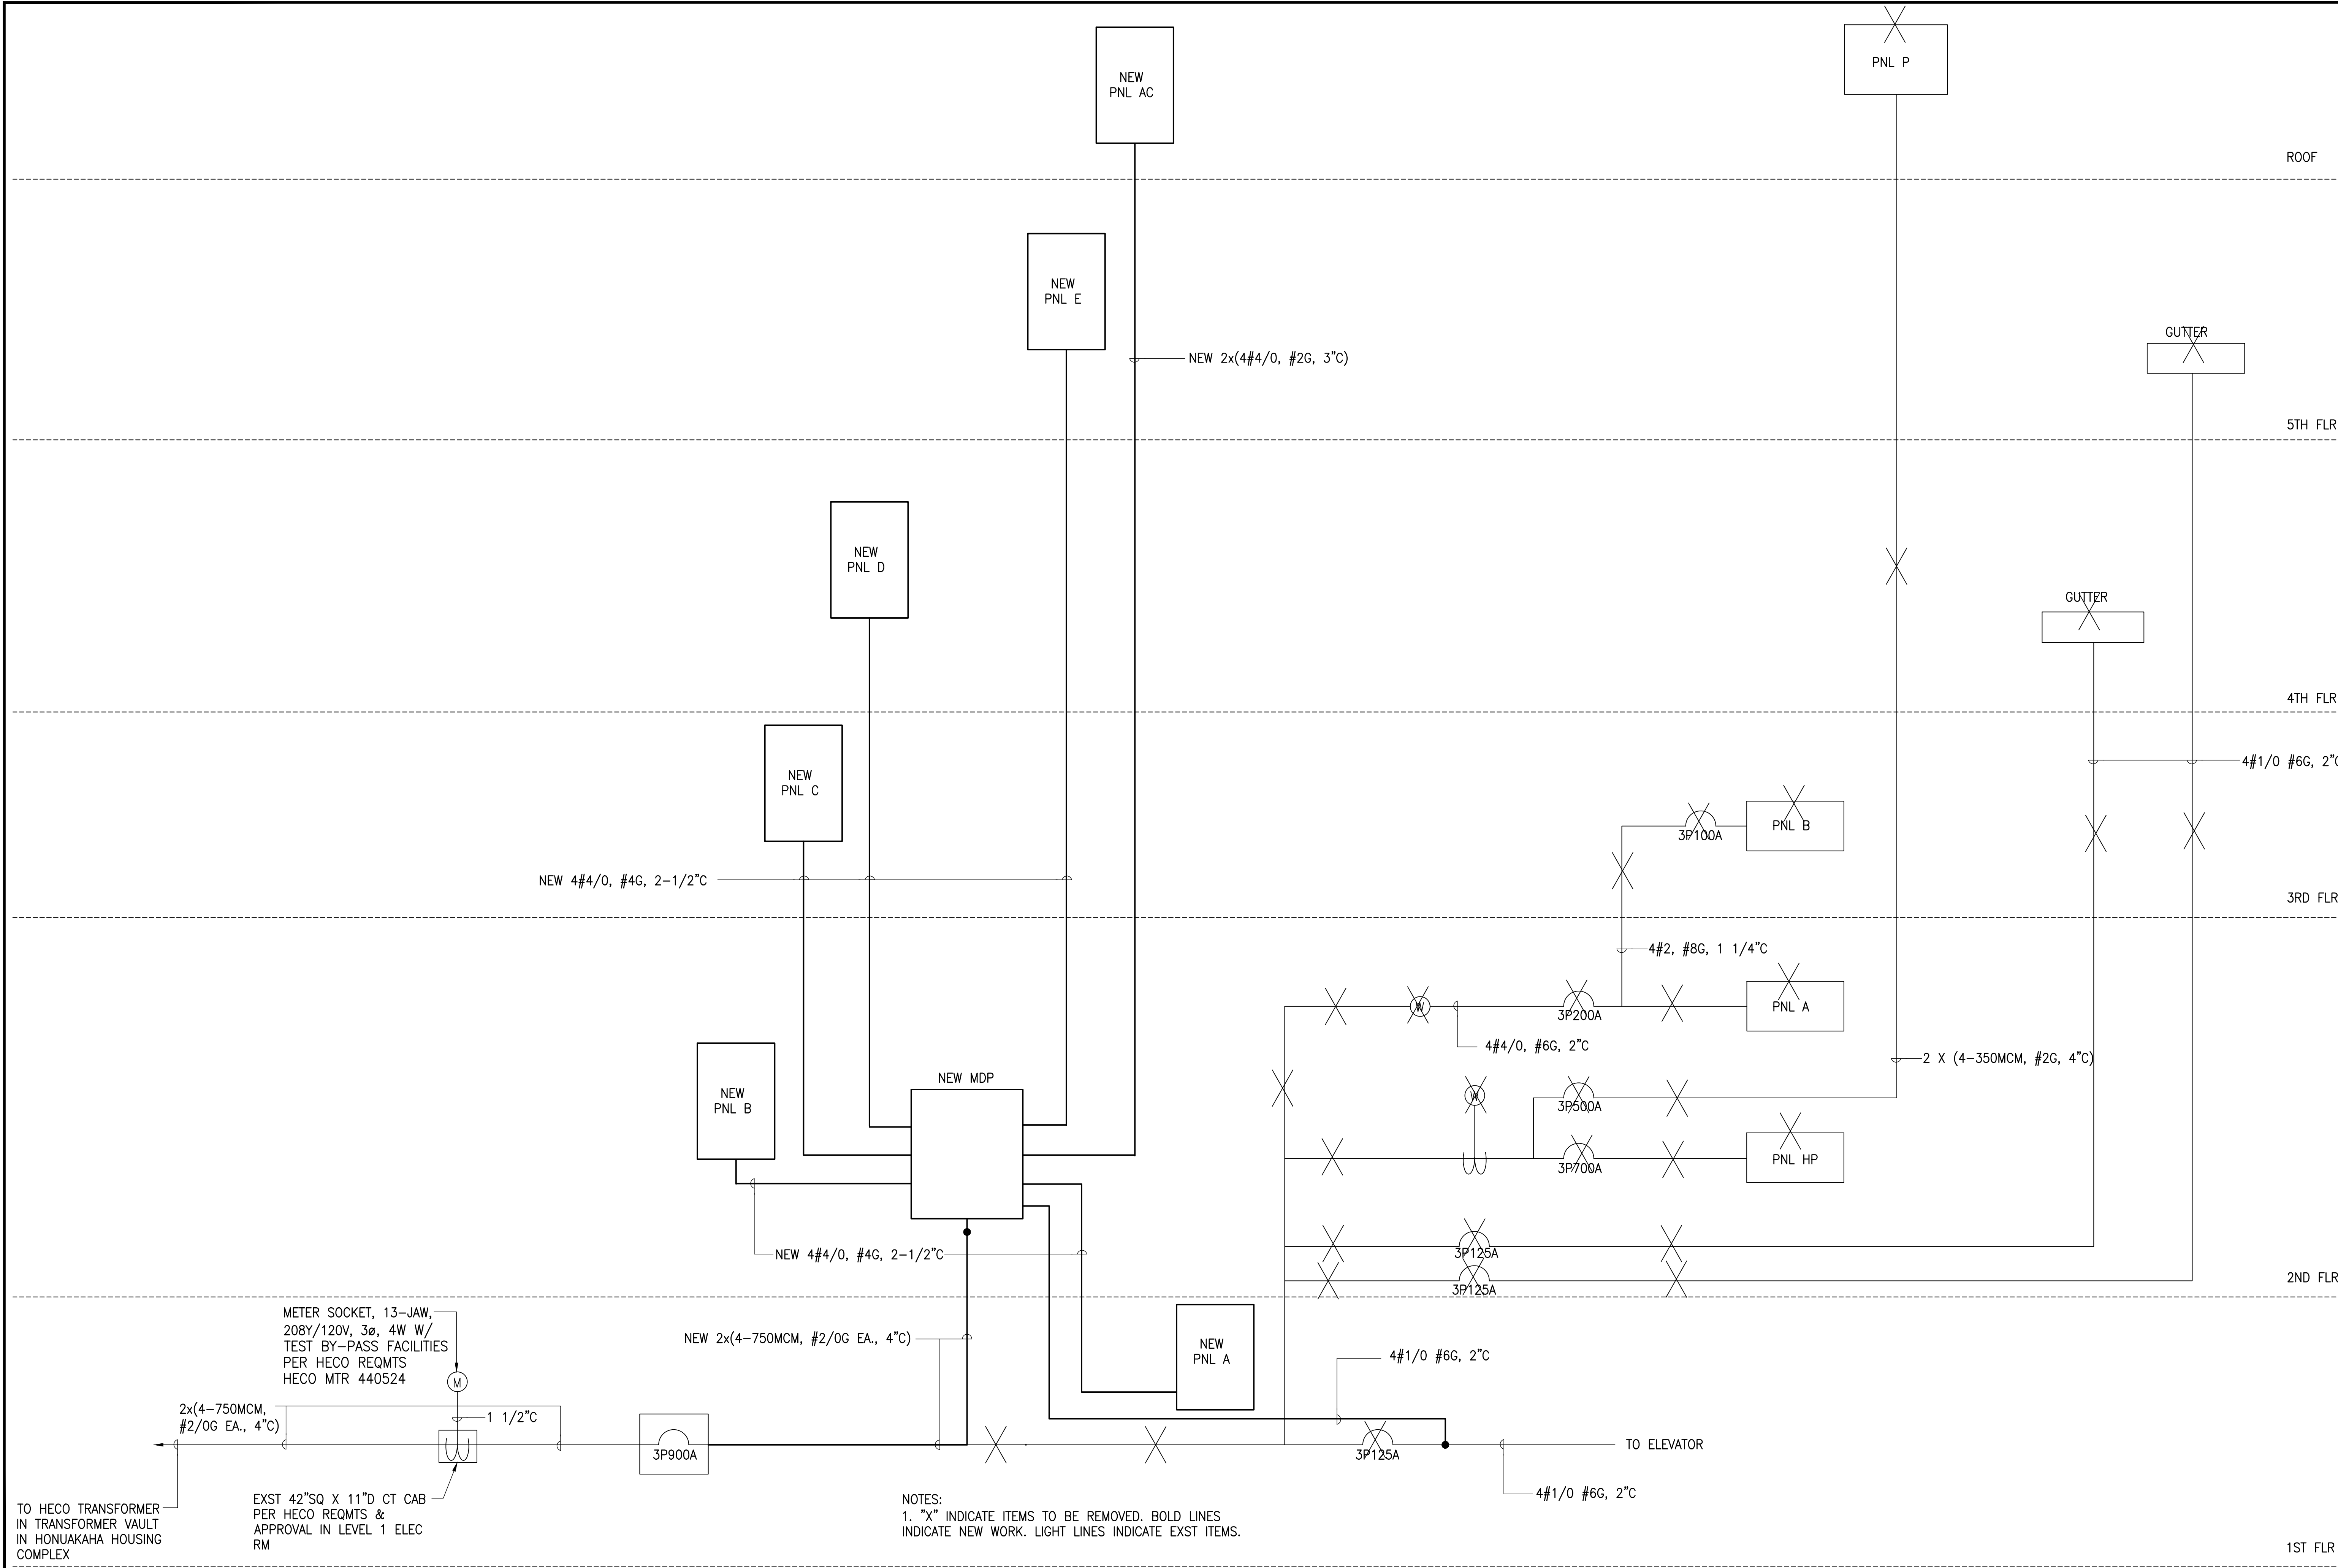 NEW
PNL AC
PNL P
ROOF
NEW
PNL E
GUTTER
NEW 2x(4#4/0, #2G, 3"C)
5TH FLR
NEW
PNL D
GUTTER
4TH FLR
NEW
PNL C
4#1/0 #6G, 2"C
3P100A
PNL B
NEW 4#4/0, #4G, 2-1/2"C
3RD FLR
4#2, #8G, 1 1/4"C
W
3P200A
PNL A
4#4/0, #6G, 2"C
2 X (4-350MCM, #2G, 4"C)
NEW MDP
NEW
PNL B
W
3P500A
3P700A
PNL HP
NEW 4#4/0, #4G, 2-1/2"C
3P125A
3P125A
2ND FLR
METER SOCKET, 13-JAW,
208Y/120V, 3ø, 4W W/
TEST BY-PASS FACILITIES
PER HECO REQMTS
HECO MTR 440524
M
NEW 2x(4-750MCM, #2/0G EA., 4"C)
NEW
PNL A
4#1/0 #6G, 2"C
2x(4-750MCM,
#2/0G EA., 4"C)
1 1/2"C
3P900A
3P125A
TO ELEVATOR
4#1/0 #6G, 2"C
TO HECO TRANSFORMER
IN TRANSFORMER VAULT
IN HONUAKAHA HOUSING
COMPLEX
EXST 42"SQ X 11"D CT CAB
PER HECO REQMTS &
APPROVAL IN LEVEL 1 ELEC
RM
NOTES:
1. "X" INDICATE ITEMS TO BE REMOVED. BOLD LINES
INDICATE NEW WORK. LIGHT LINES INDICATE EXST ITEMS.
1ST FLR